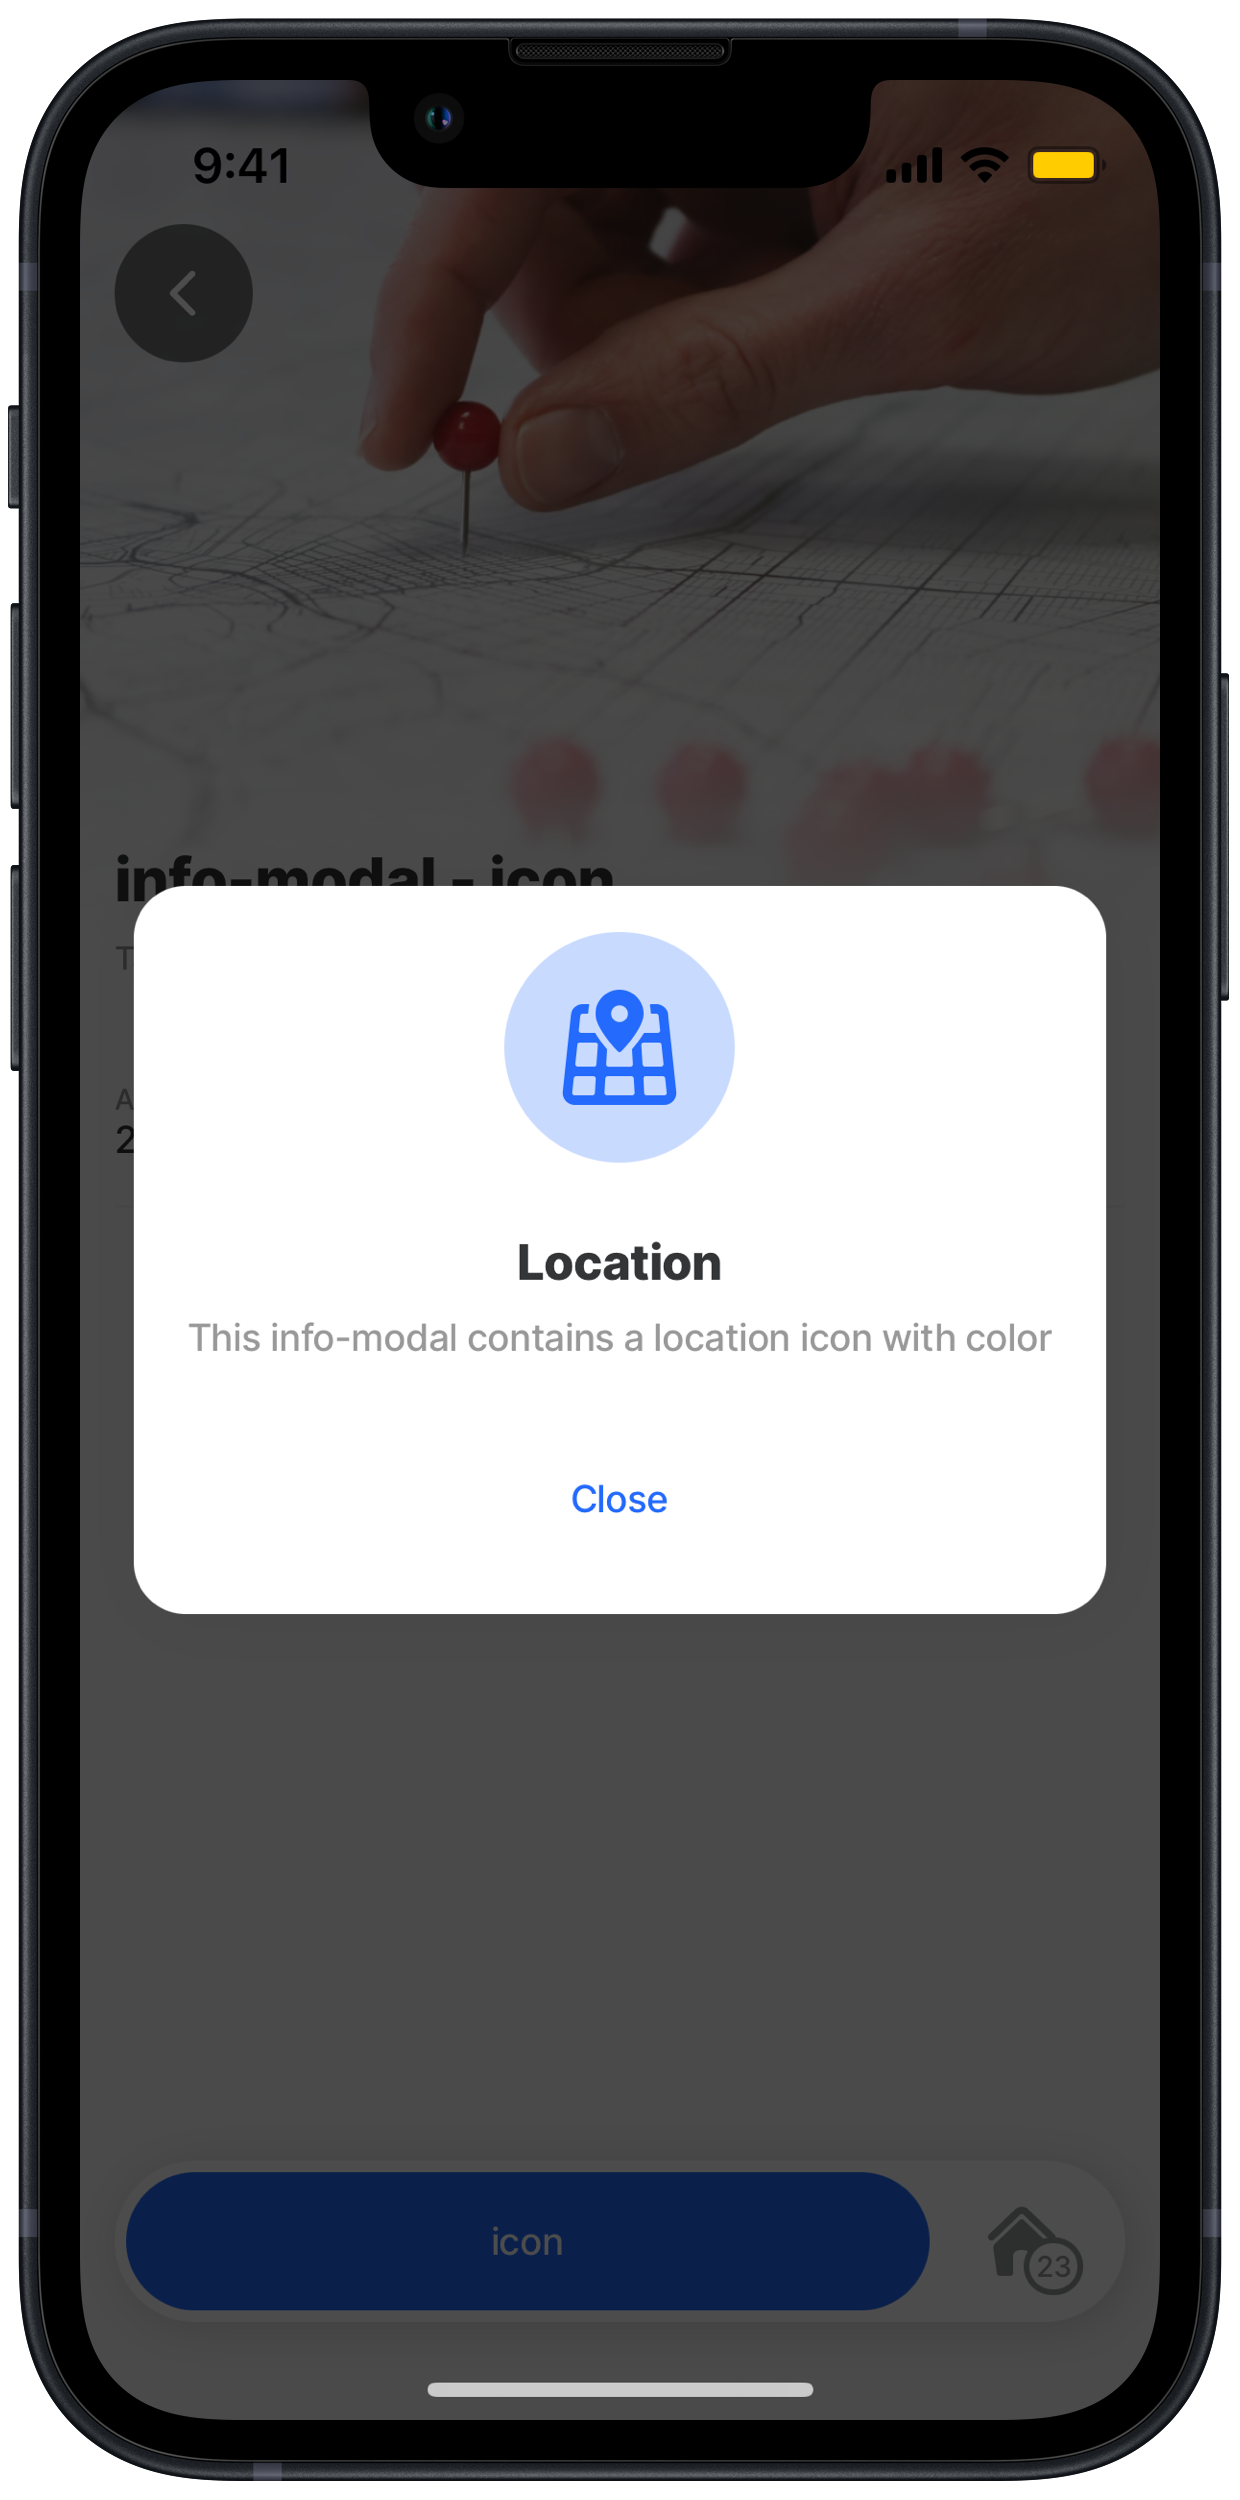 9:41
info-modal - icon
T
A
2
Location
This info-modal contains a location icon with color
Close
icon
23